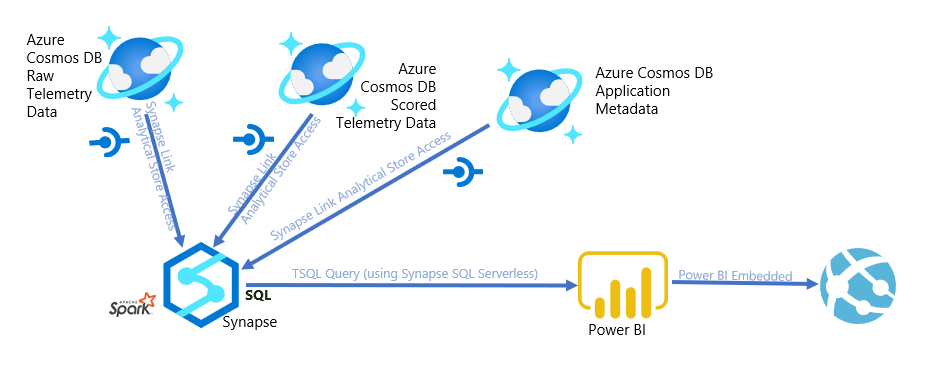 Azure
Cosmos DB
Raw
Telemetry
Data
Azure
Cosmos DB
Scored
Telemetry Data
Azure Cosmos DB
Application
Metadata
Synapse Link
Analytical Store Access
Synapse Link
Analytical Store Access
Synapse Link Analytical Store Access
TSQL Query (using Synapse SQL Serverless)
Power BI Embedded
APACHE
Spark
SQL
Synapse
Power BI